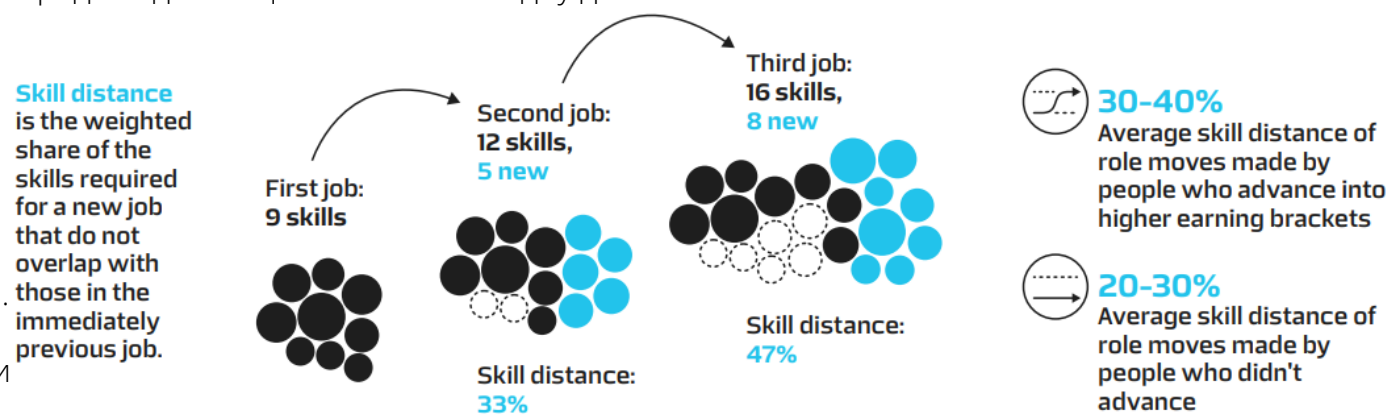 Skill distance
is the weighted
share of the
skills required
for a new job
that do not
overlap with
those in the
immediately
previous job.
First job:
9 skills
Second job:
12 skills,
5 new
Skill distance:
33%
Third job:
16 skills,
8 new
Skill distance:
47%
30-40%
Average skill distance of
role moves made by
people who advance into
higher earning brackets
20-30%
Average skill distance of
role moves made by
people who didn't
advance